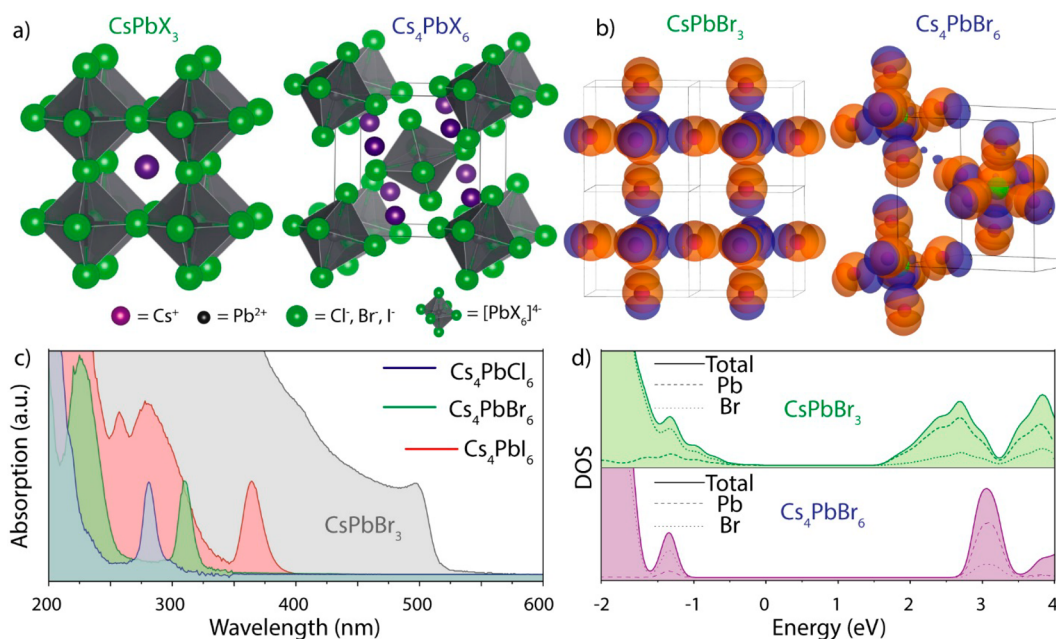 a)
CsPbX₃
Cs₄PbX₆
= Cs⁺
= Pb²⁺
= Cl⁻, Br⁻, I⁻
= [PbX₆]⁴⁻
b)
CsPbBr₃
Cs₄PbBr₆
c)
Absorption (a.u.)
Cs₄PbCl₆
Cs₄PbBr₆
Cs₄PbI₆
CsPbBr₃
200
300
400
500
600
Wavelength (nm)
d)
DOS
Total
Pb
Br
CsPbBr₃
Total
Pb
Br
Cs₄PbBr₆
-2
-1
0
1
2
3
4
Energy (eV)